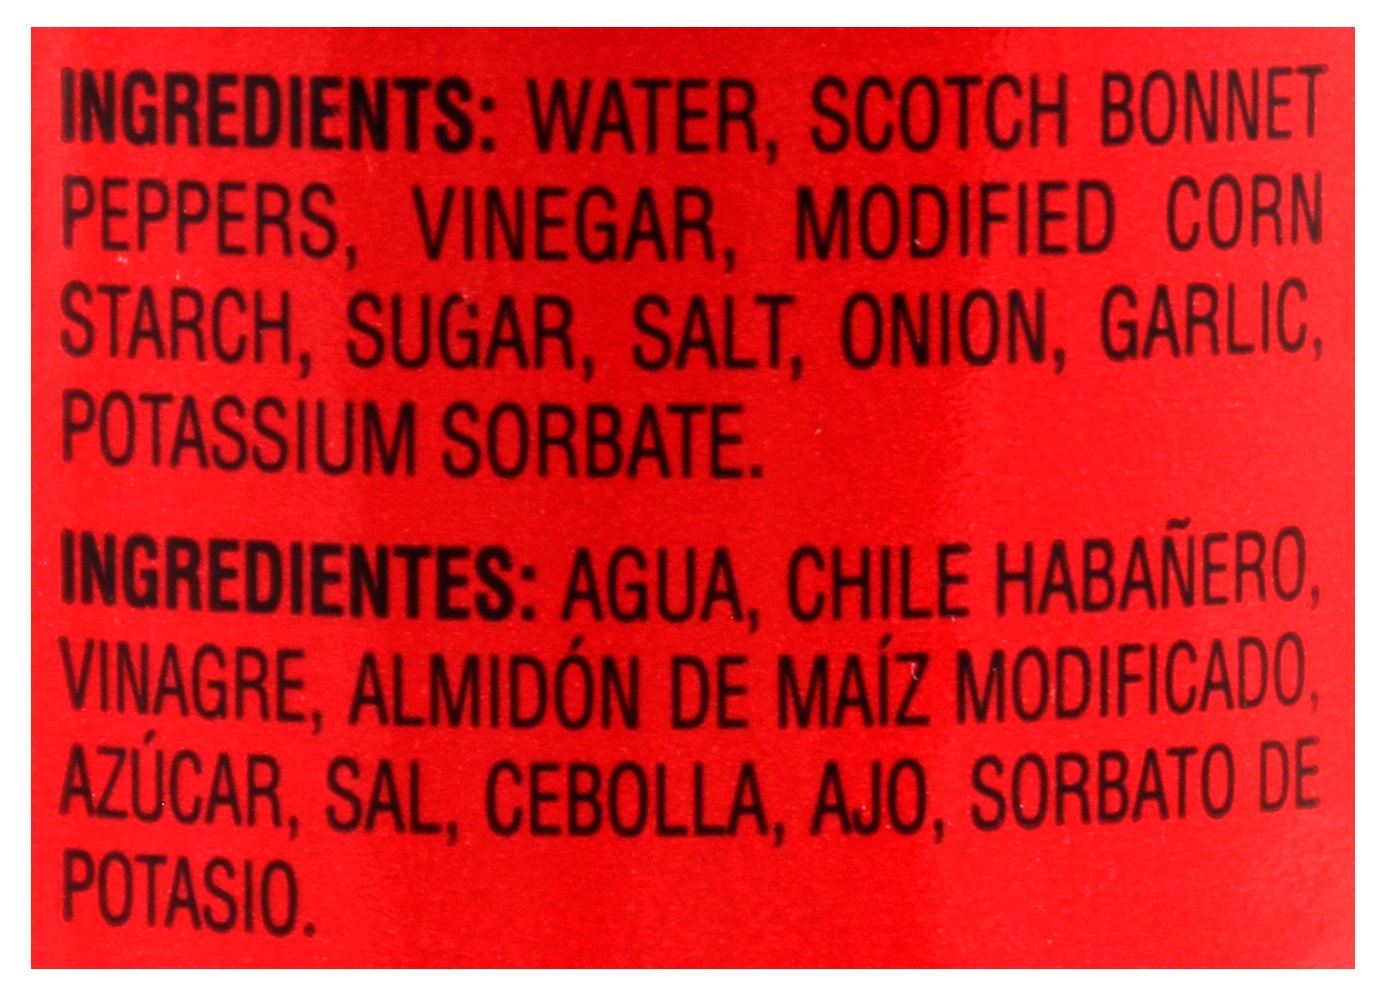 INGREDIENTS: WATER, SCOTCH BONNET
PEPPERS, VINEGAR, MODIFIED CORN
STARCH, SUGAR, SALT, ONION, GARLIC,
POTASSIUM SORBATE.
INGREDIENTES: AGUA, CHILE HABAÑERO,
VINAGRE, ALMIDÓN DE MAÍZ MODIFICADO,
AZÚCAR, SAL, CEBOLLA, AJO, SORBATO DE
POTASIO.